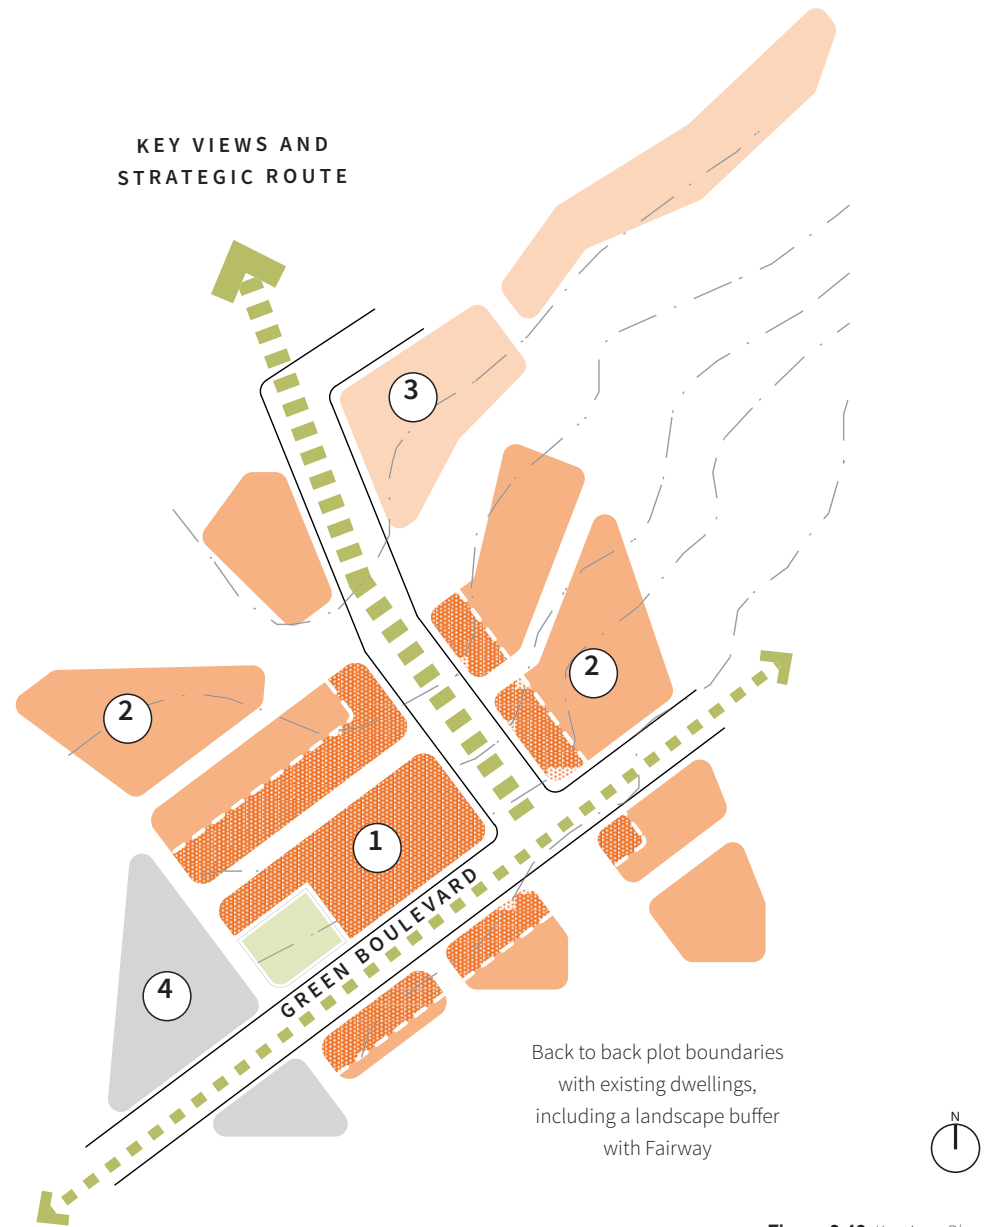 KEY VIEWS AND
STRATEGIC ROUTE
3
2
2
1
GREEN BOULEVARD
4
Back to back plot boundaries
with existing dwellings,
including a landscape buffer
with Fairway
N